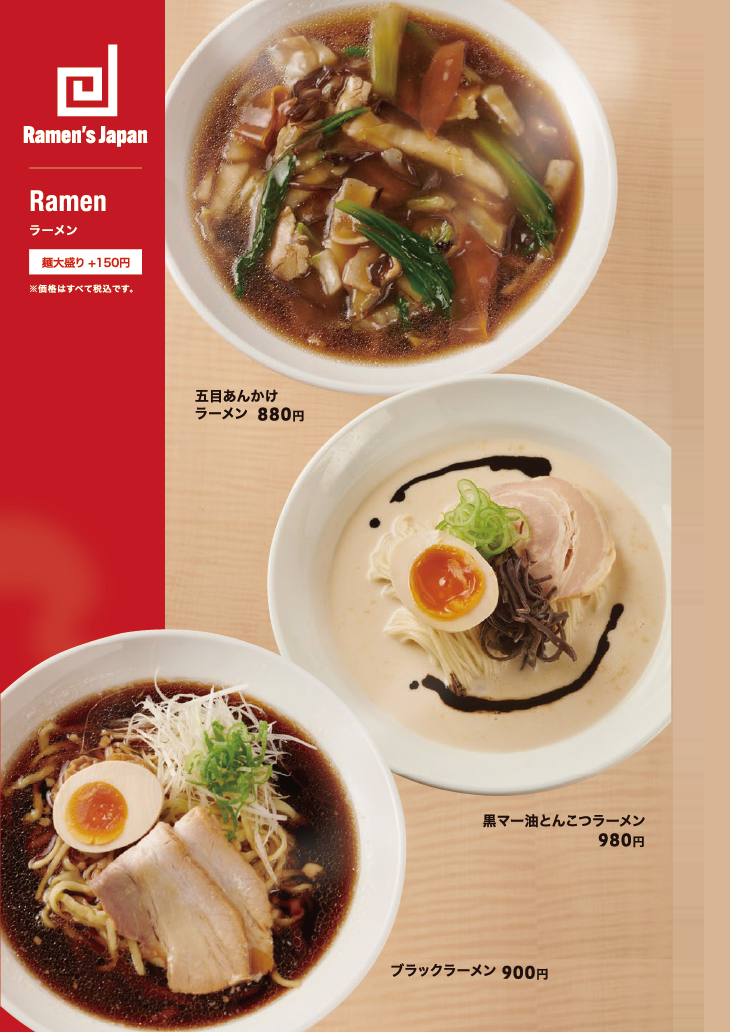 Ramen's Japan
Ramen
ラーメン
麺大盛り +150円
※価格はすべて税込です。
五目あんかけ
ラーメン 880円
黒マー油とんこつラーメン
980円
ブラックラーメン 900円